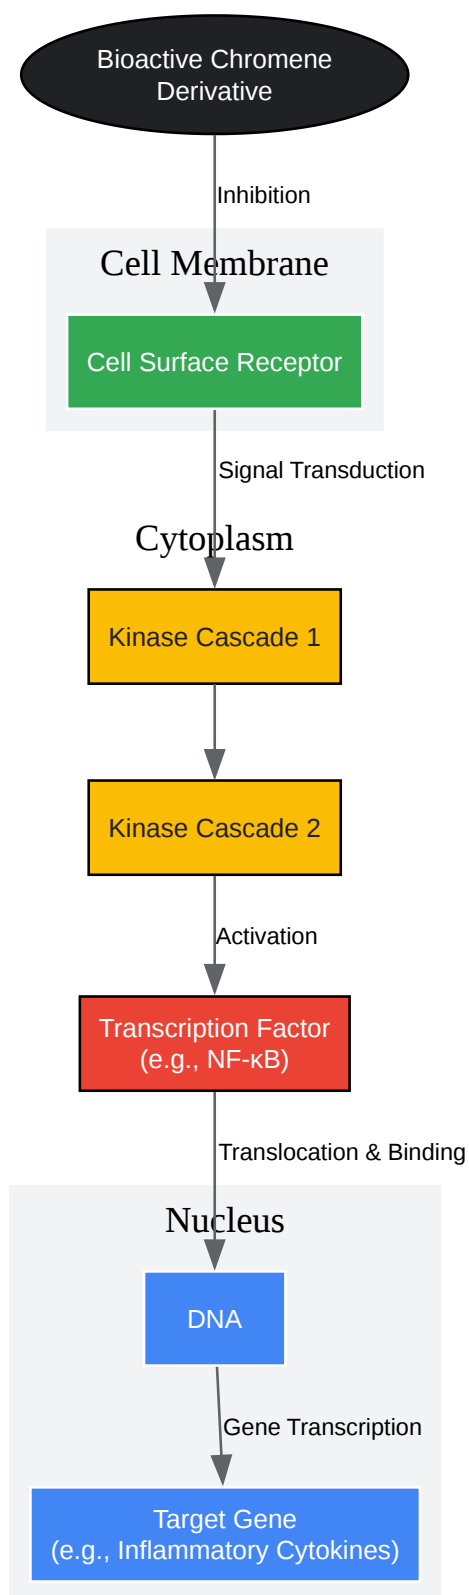 Bioactive Chromene
Derivative
Inhibition
Cell Membrane
Cell Surface Receptor
Signal Transduction
Cytoplasm
Kinase Cascade 1
Kinase Cascade 2
Activation
Transcription Factor
(e.g., NF-κB)
Translocation & Binding
Nucleus
DNA
Gene Transcription
Target Gene
(e.g., Inflammatory Cytokines)